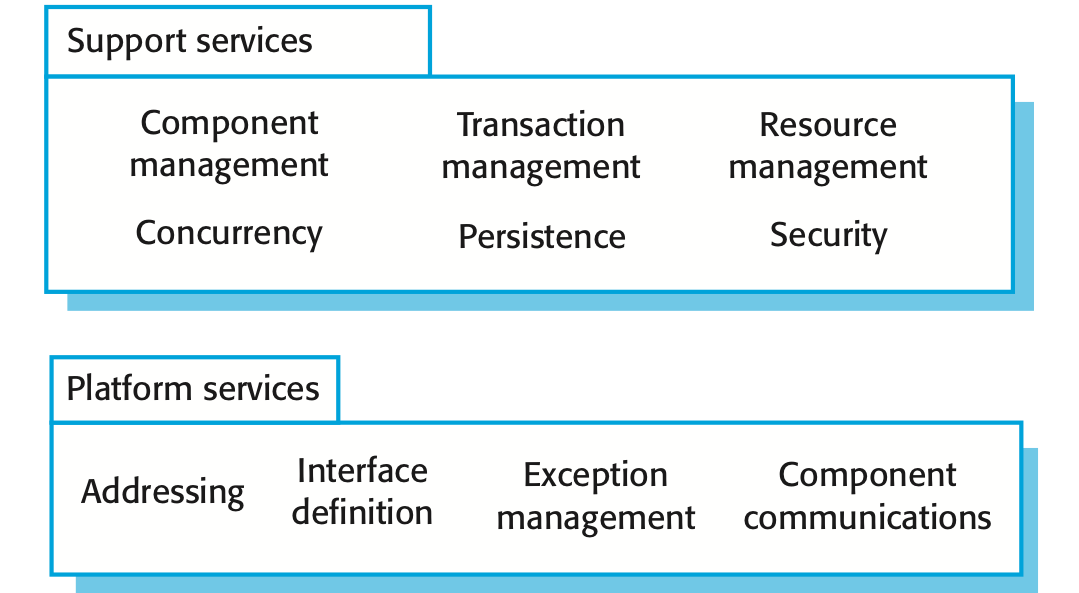 Support services
Component Transaction Resource
management management management
Concurrency Persistence Security
Platform services
Addressing Interface Exception Component
definition management communications